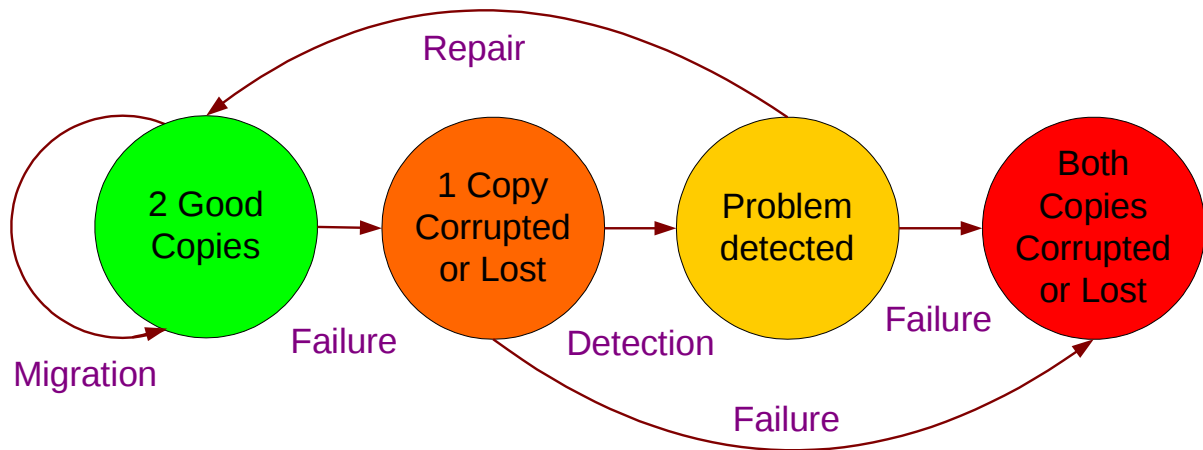 Repair
2 Good
Copies
1 Copy
Corrupted
or Lost
Problem
detected
Both
Copies
Corrupted
or Lost
Migration
Failure
Detection
Failure
Failure